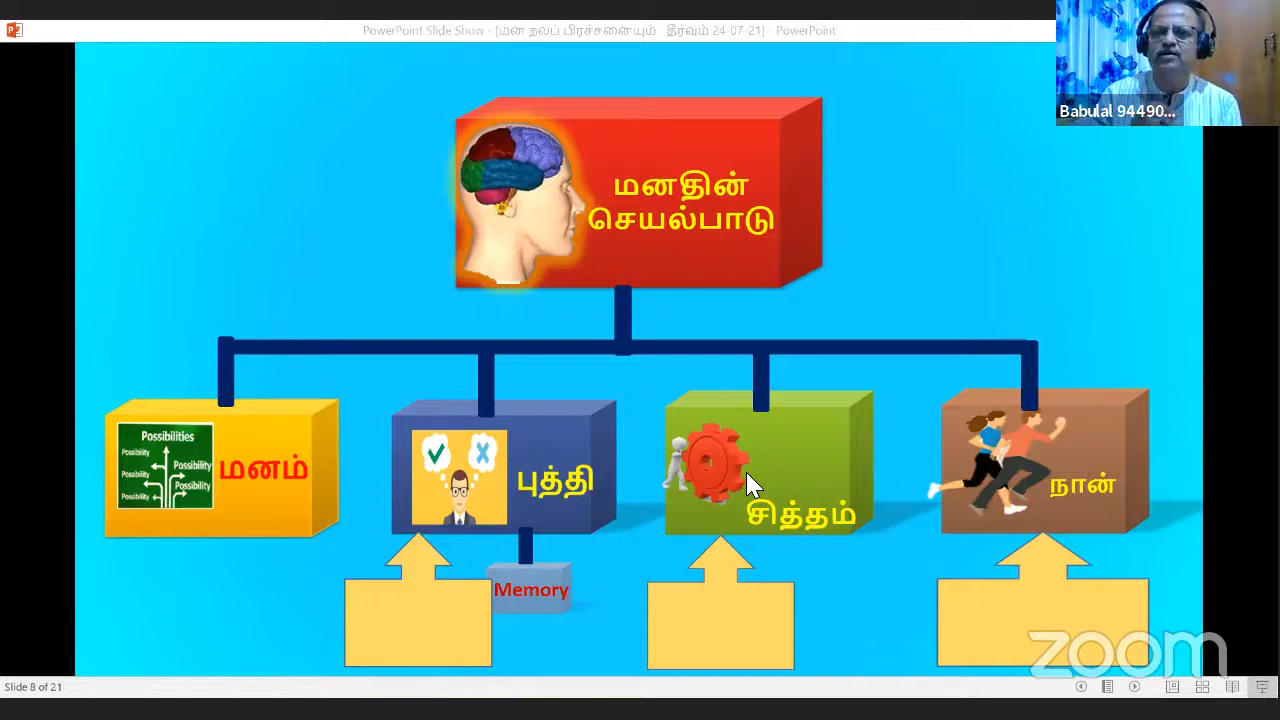 PowerPoint Slide Show - [மன நலப் பிரச்சனையும் தீர்வும் 24-07-21] - PowerPoint
Babulal 94490...
மனதின்
செயல்பாடு
Possibilities
Possibility
Possibility
Possibility
Possibility
Possibility
மனம்
புத்தி
சித்தம்
நான்
Memory
zoom
Slide 8 of 21